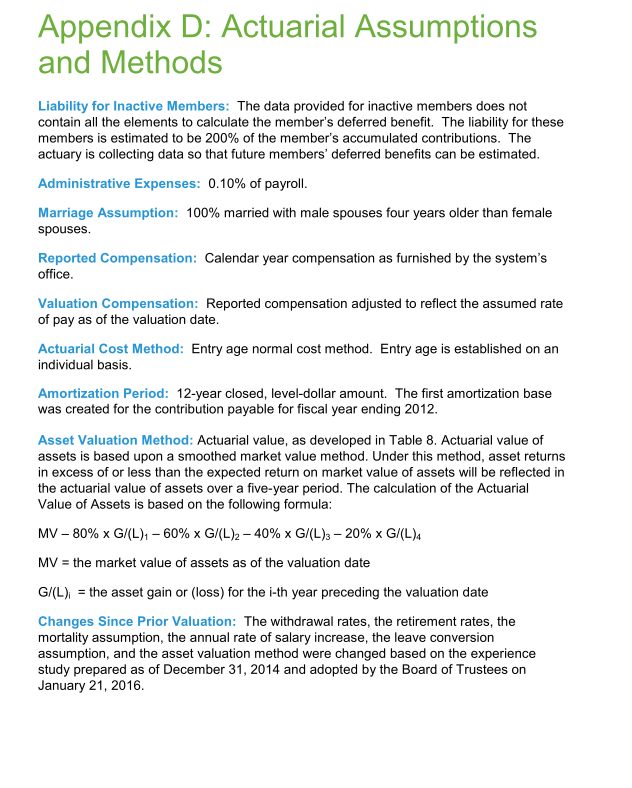 Appendix D: Actuarial Assumptions
and Methods
Liability for Inactive Members:  The data provided for inactive members does not
contain all the elements to calculate the member’s deferred benefit.  The liability for these
members is estimated to be 200% of the member’s accumulated contributions.  The
actuary is collecting data so that future members’ deferred benefits can be estimated.
Administrative Expenses:  0.10% of payroll.
Marriage Assumption:  100% married with male spouses four years older than female
spouses.
Reported Compensation:  Calendar year compensation as furnished by the system’s
office.
Valuation Compensation:  Reported compensation adjusted to reflect the assumed rate
of pay as of the valuation date.
Actuarial Cost Method:  Entry age normal cost method.  Entry age is established on an
individual basis.
Amortization Period:  12-year closed, level-dollar amount.  The first amortization base
was created for the contribution payable for fiscal year ending 2012.
Asset Valuation Method: Actuarial value, as developed in Table 8. Actuarial value of
assets is based upon a smoothed market value method. Under this method, asset returns
in excess of or less than the expected return on market value of assets will be reflected in
the actuarial value of assets over a five-year period. The calculation of the Actuarial
Value of Assets is based on the following formula:
MV – 80% x G/(L)₁ – 60% x G/(L)₂ – 40% x G/(L)₃ – 20% x G/(L)₄
MV = the market value of assets as of the valuation date
G/(L)ᵢ  = the asset gain or (loss) for the i-th year preceding the valuation date
Changes Since Prior Valuation:  The withdrawal rates, the retirement rates, the
mortality assumption, the annual rate of salary increase, the leave conversion
assumption, and the asset valuation method were changed based on the experience
study prepared as of December 31, 2014 and adopted by the Board of Trustees on
January 21, 2016.